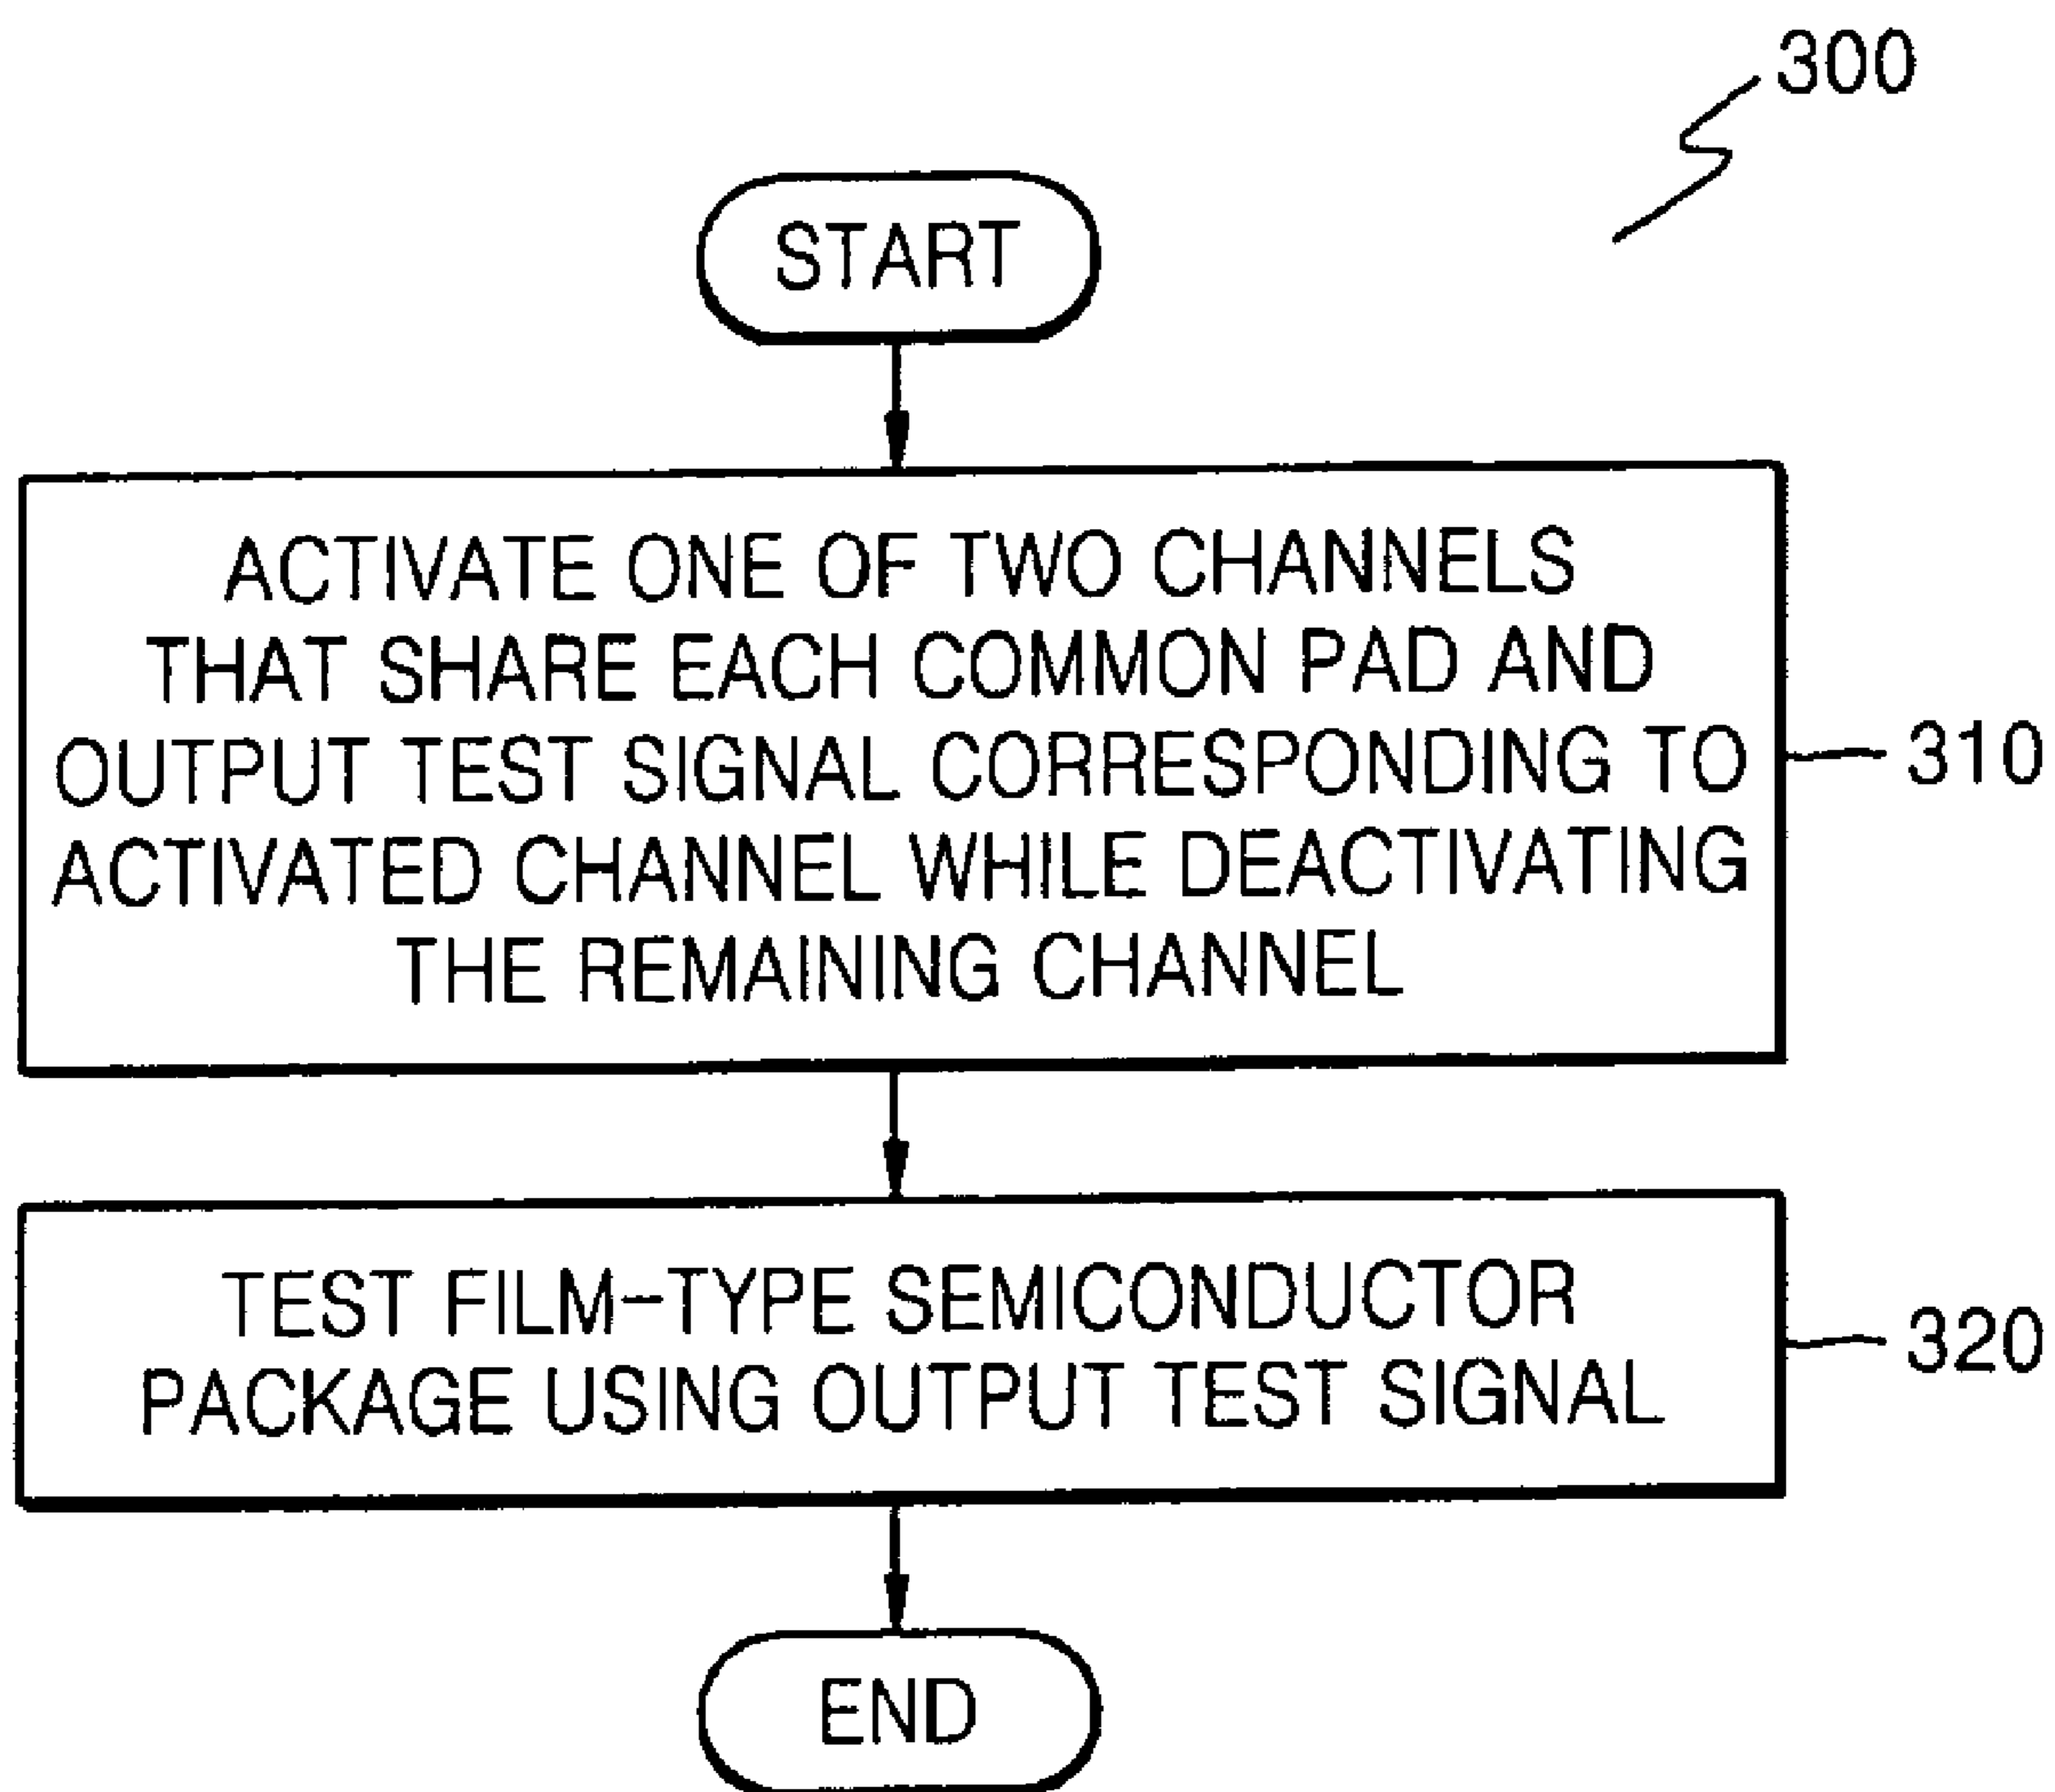 300
START
ACTIVATE ONE OF TWO CHANNELS
THAT SHARE EACH COMMON PAD AND
OUTPUT TEST SIGNAL CORRESPONDING TO
ACTIVATED CHANNEL WHILE DEACTIVATING
THE REMAINING CHANNEL
310
TEST FILM-TYPE SEMICONDUCTOR
PACKAGE USING OUTPUT TEST SIGNAL
320
END